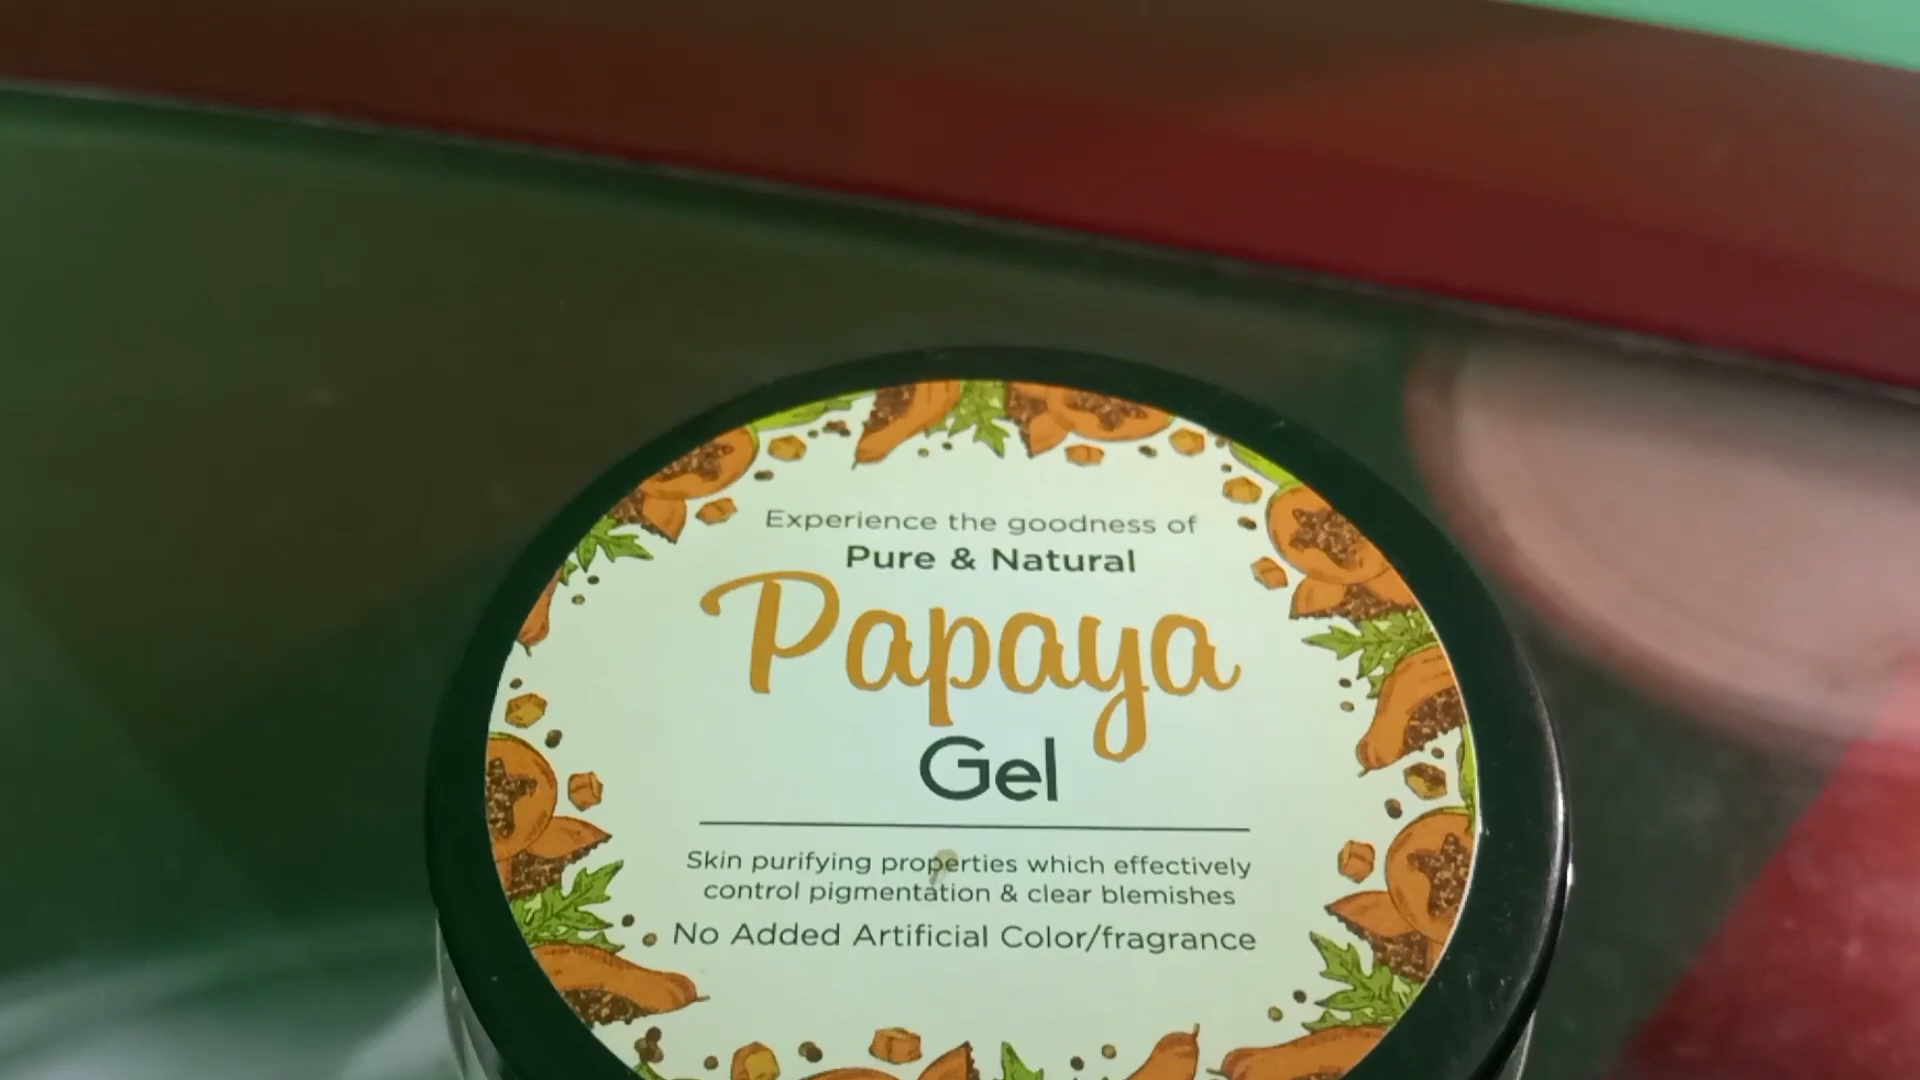 Experience the goodness of
Pure & Natural
Papaya
Gel
Skin purifying properties which effectively
control pigmentation & clear blemishes
No Added Artificial Color/fragrance